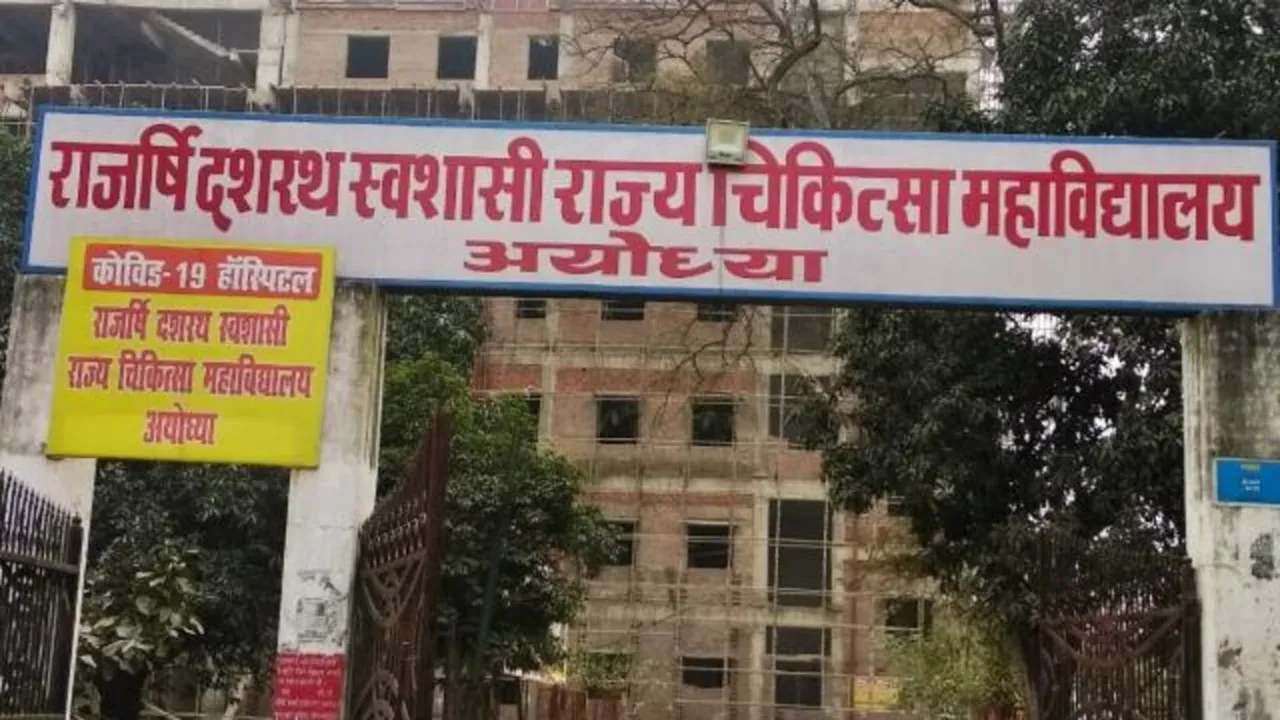 राजर्षि दशरथ स्वशासी राज्य चिकित्सा महाविद्यालय
अयोध्या
कोविड-19 हॉस्पिटल
राजर्षि दशरथ स्वशासी
राज्य चिकित्सा महाविद्यालय
अयोध्या